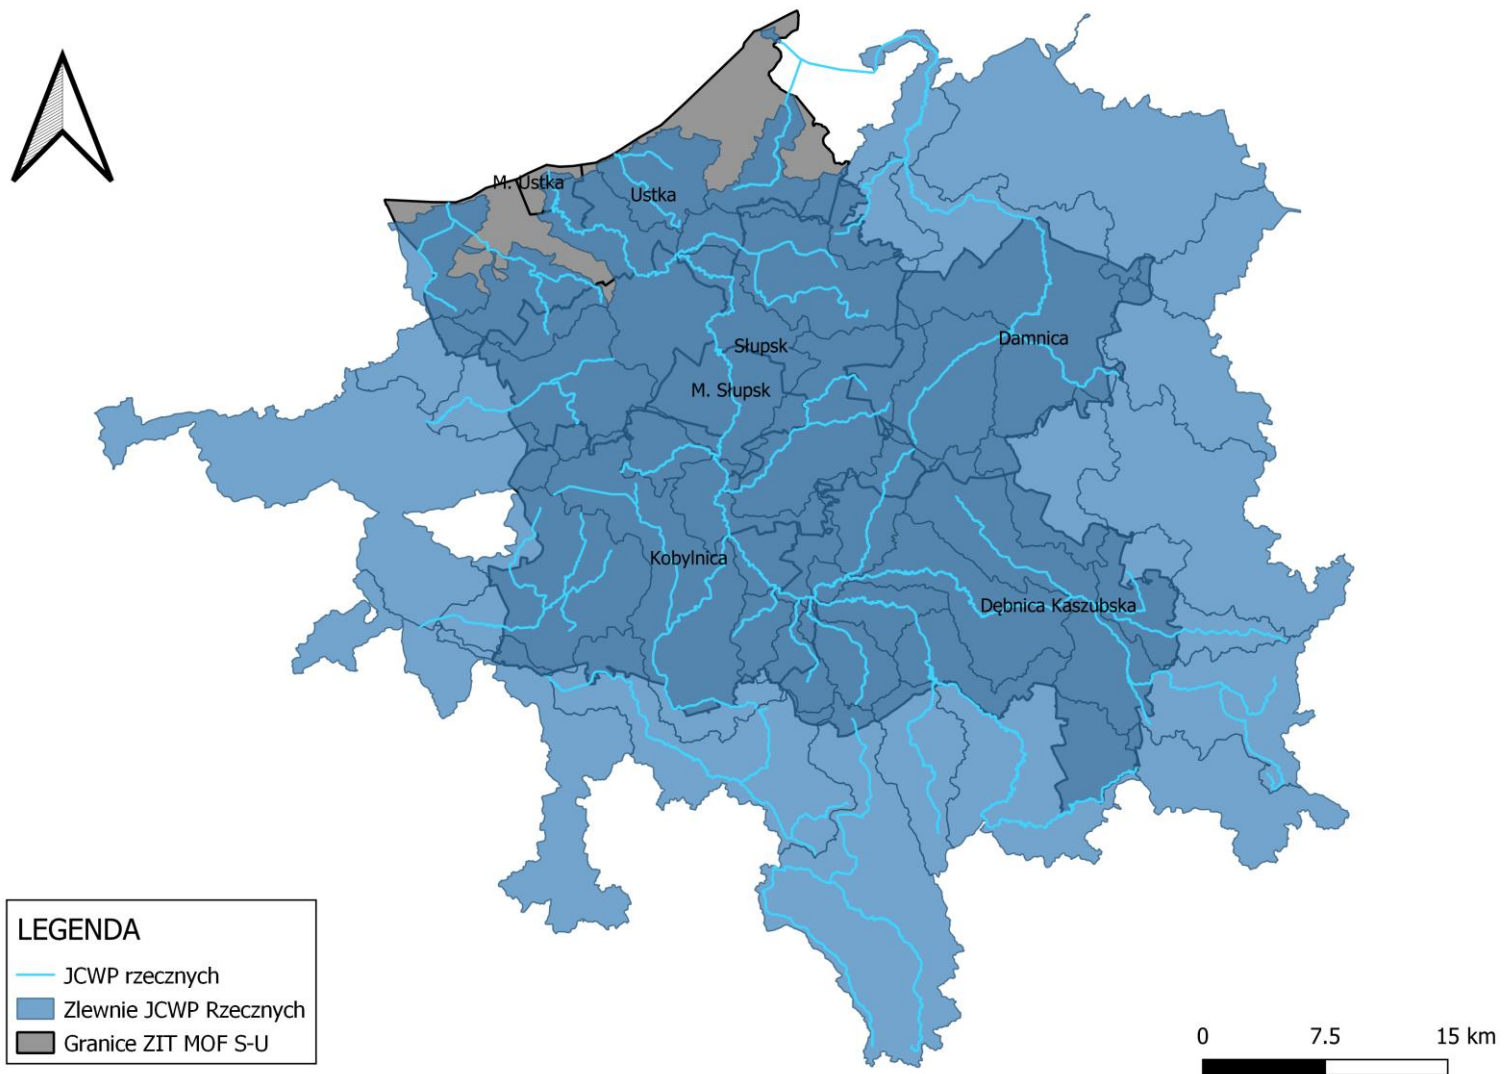 M. Ustka
Ustka
Słupsk
Damnica
M. Słupsk
Kobylnica
Dębnica Kaszubska
LEGENDA
JCWP rzecznych
Zlewnie JCWP Rzecznych
Granice ZIT MOF S-U
0 7.5 15 km